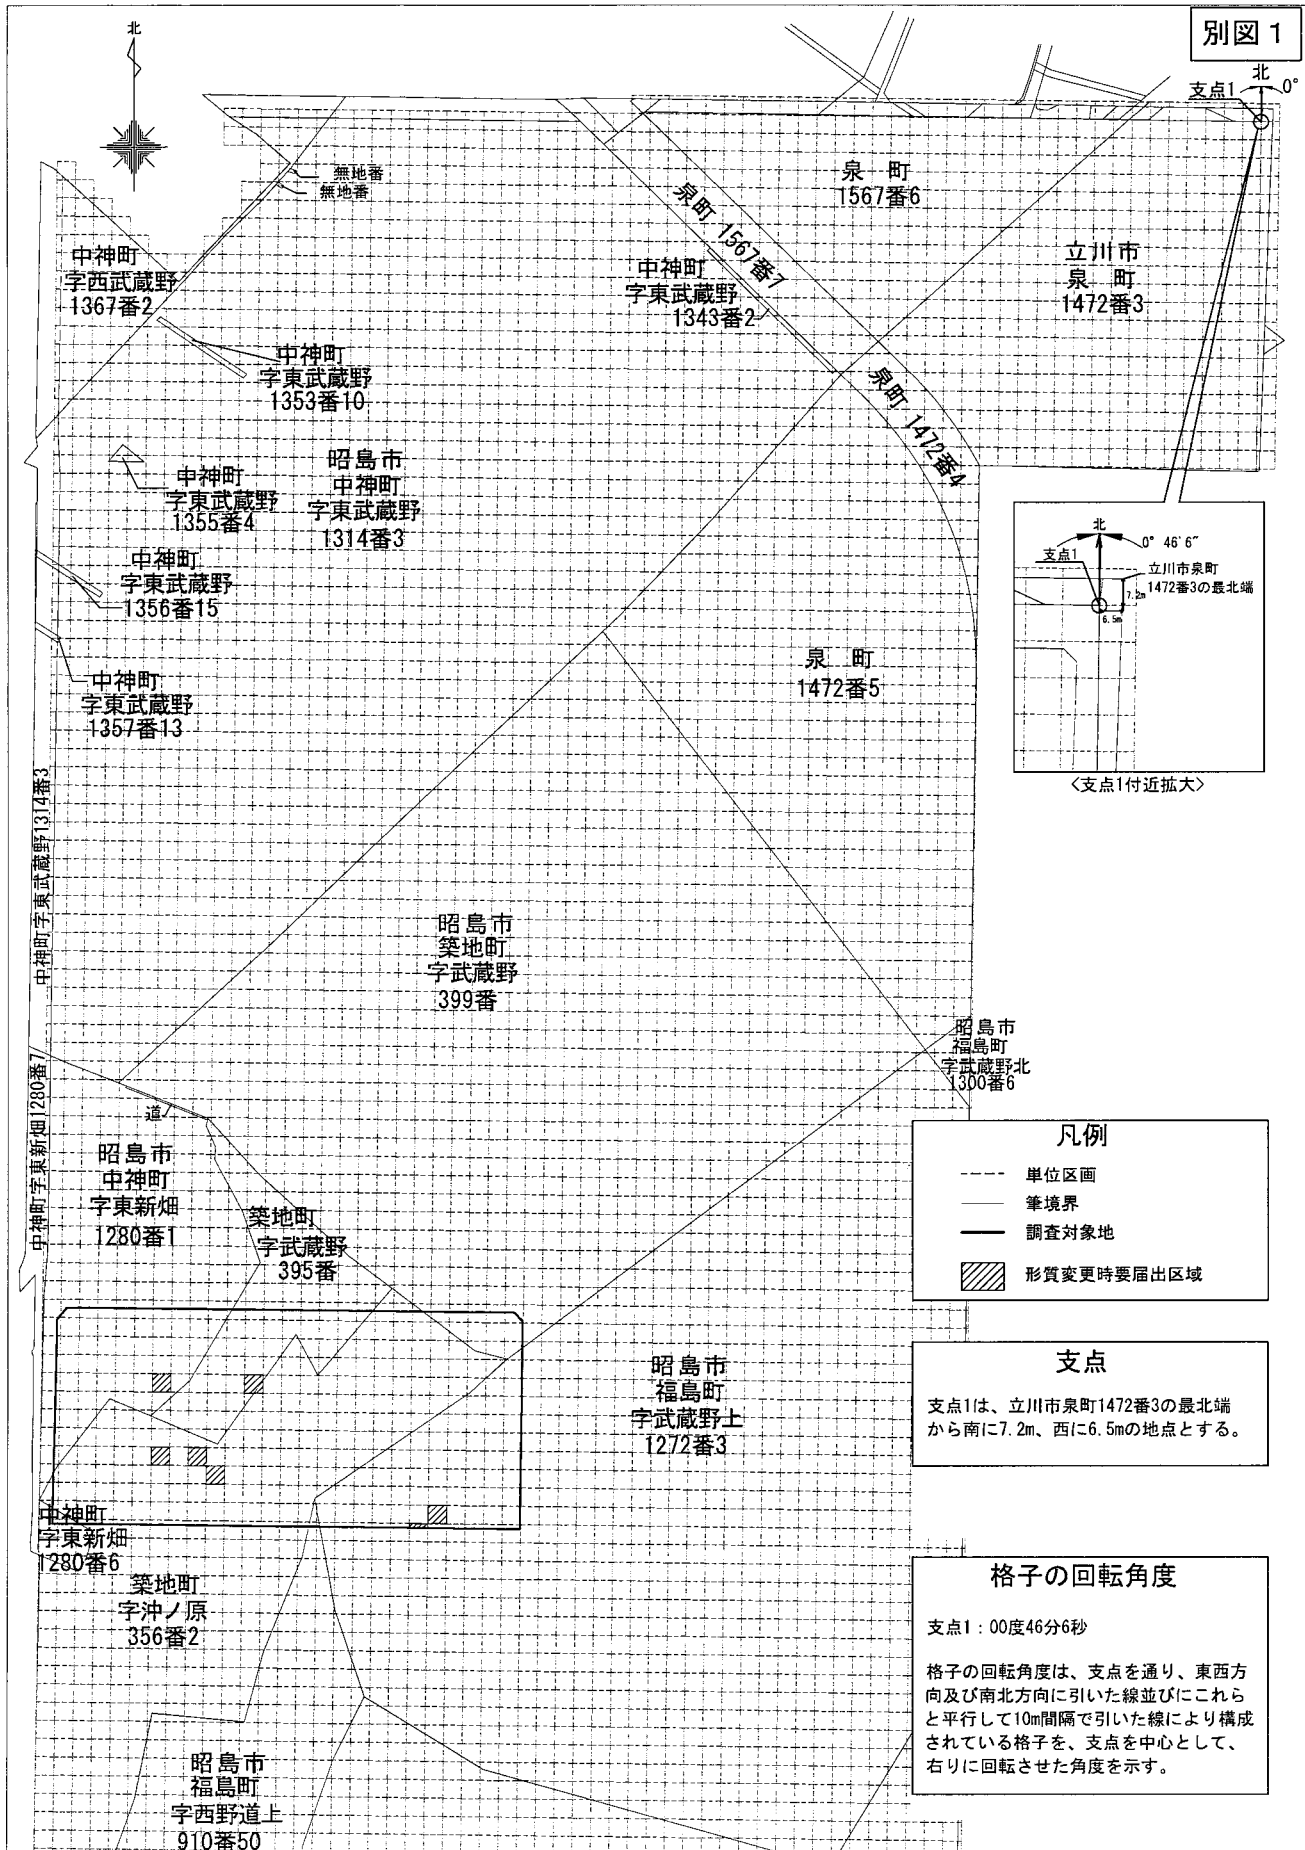 別図1
北
北
0°
支点1
無地番
無地番
泉 町
1567番6
泉町 1567番7
中神町
字西武蔵野
1367番2
中神町
字東武蔵野
1343番2
立川市
泉 町
1472番3
中神町
字東武蔵野
1353番10
泉町 1472番4
昭島市
中神町
字東武蔵野
1314番3
中神町
字東武蔵野
1355番4
中神町
字東武蔵野
1356番15
北
0° 46' 6"
支点1
立川市泉町
1472番3の最北端
7.2m
6.5m
<支点1付近拡大>
泉 町
1472番5
中神町
字東武蔵野
1357番13
中神町字東武蔵野1314番3
昭島市
築地町
字武蔵野
399番
昭島市
福島町
字武蔵野北
1300番6
中神町字東新畑1280番7
道
昭島市
中神町
字東新畑
1280番1
築地町
字武蔵野
395番
凡例
単位区画
筆境界
調査対象地
形質変更時要届出区域
昭島市
福島町
字武蔵野上
1272番3
支点
支点1は、立川市泉町1472番3の最北端
から南に7.2m、西に6.5mの地点とする。
中神町
字東新畑
1280番6
築地町
字沖ノ原
356番2
格子の回転角度
支点1：00度46分6秒
格子の回転角度は、支点を通り、東西方
向及び南北方向に引いた線並びにこれら
と平行して10m間隔で引いた線により構成
されている格子を、支点を中心として、
右りに回転させた角度を示す。
昭島市
福島町
字西野道上
910番50